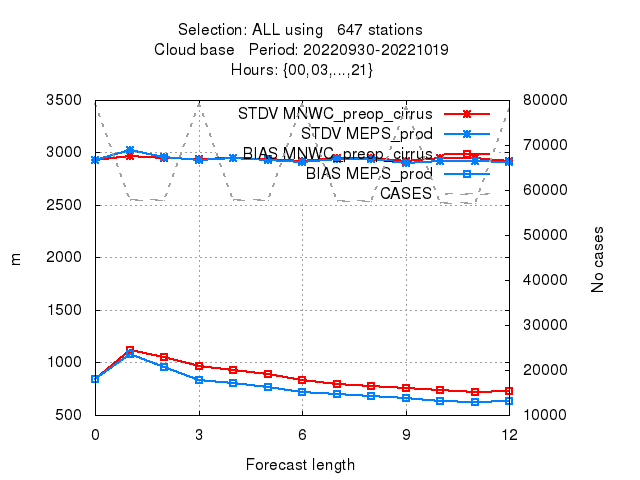 Selection: ALL using   647 stations
Cloud base   Period: 20220930-20221019
Hours: {00,03,...,21}
3500
3000
2500
2000
1500
1000
500
m
80000
70000
60000
50000
40000
30000
20000
10000
No cases
STDV MNWC_preop_cirrus
STDV MEPS_prod
BIAS MNWC_preop_cirrus
BIAS MEPS_prod
CASES
0 3 6 9 12
Forecast length